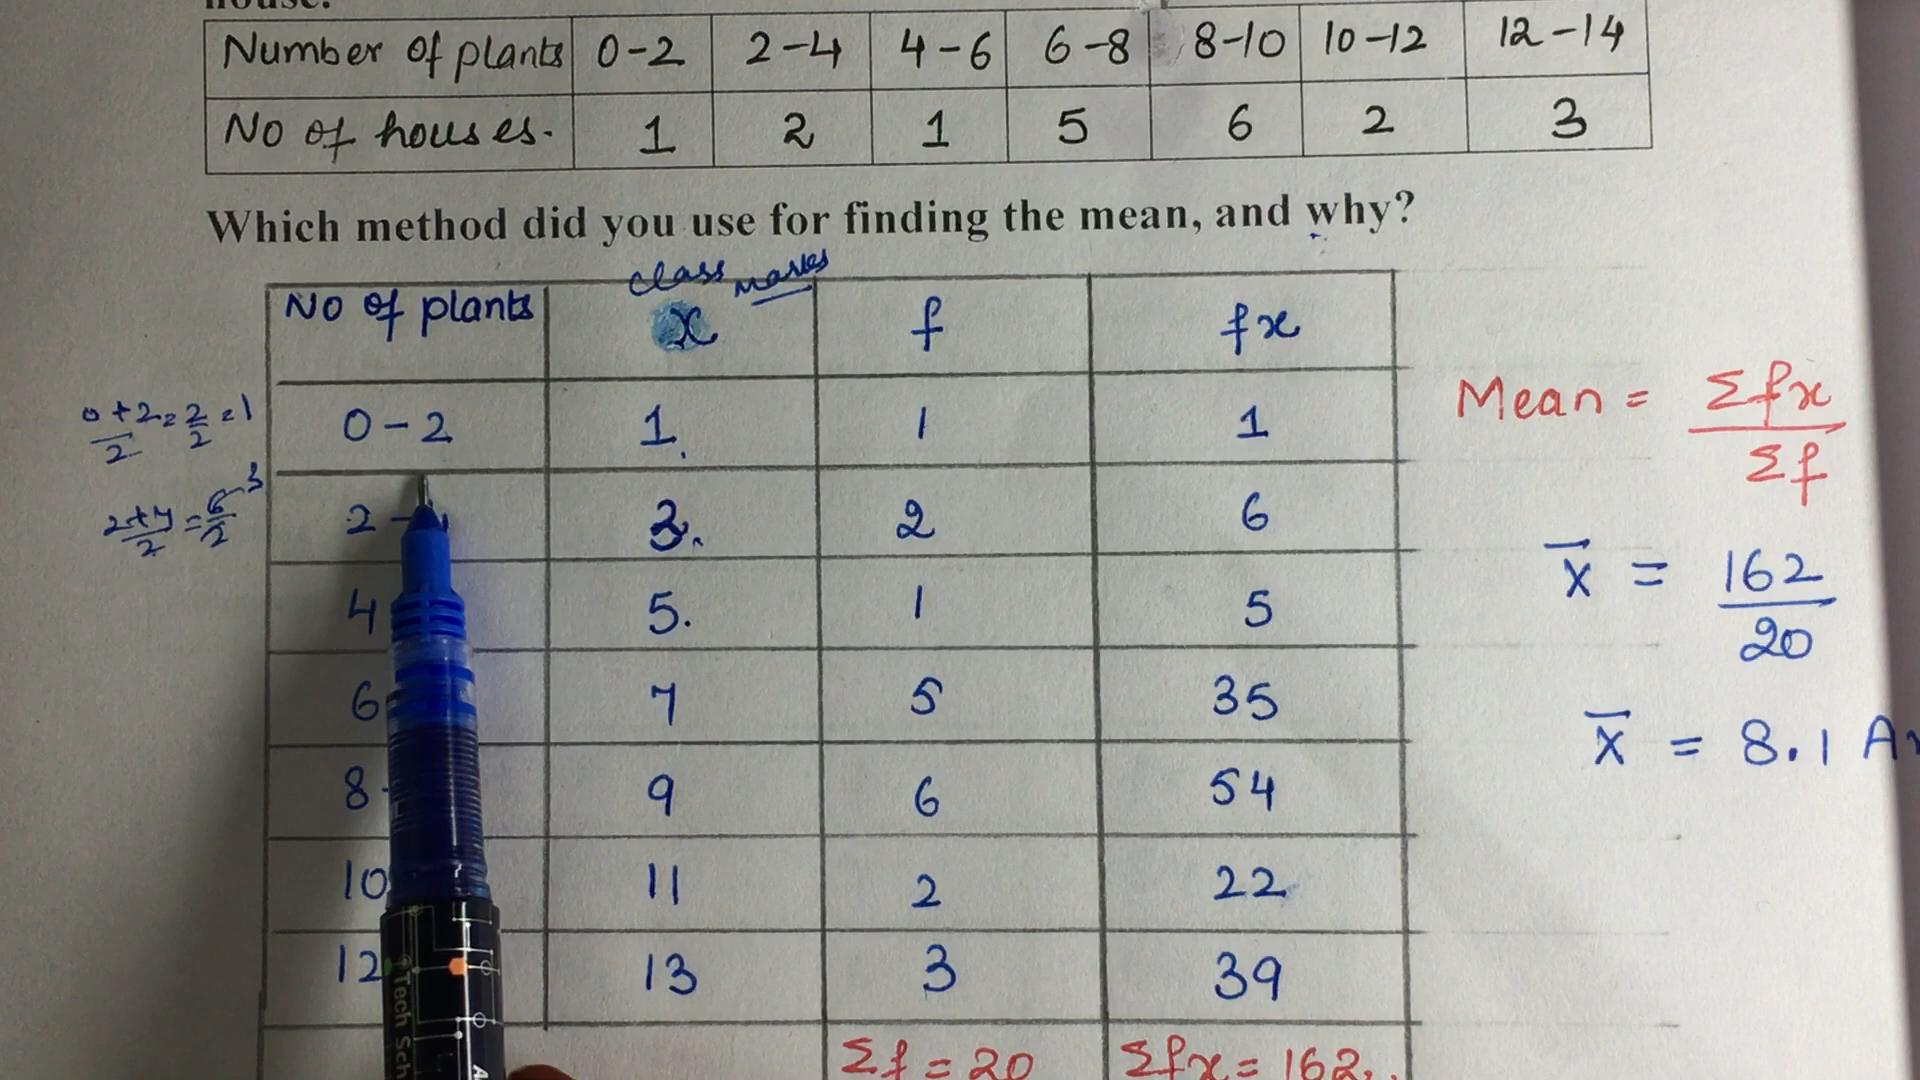 house.
Number of plants 0-2 2-4 4-6 6-8 8-10 10-12 12-14
No of houses. 1 2 1 5 6 2 3
Which method did you use for finding the mean, and why?
class marks
No of plants x f fx
0-2 1. 1 1
2- 3. 2 6
4 5. 1 5
6 7 5 35
8- 9 6 54
10 11 2 22
12 13 3 39
Σf = 20 Σfx = 162.
0+2/2 = 2/2 = 1
2+4/2 = 6/2 3
Mean = Σfx/Σf
x̄ = 162/20
x̄ = 8.1
Tech Sch